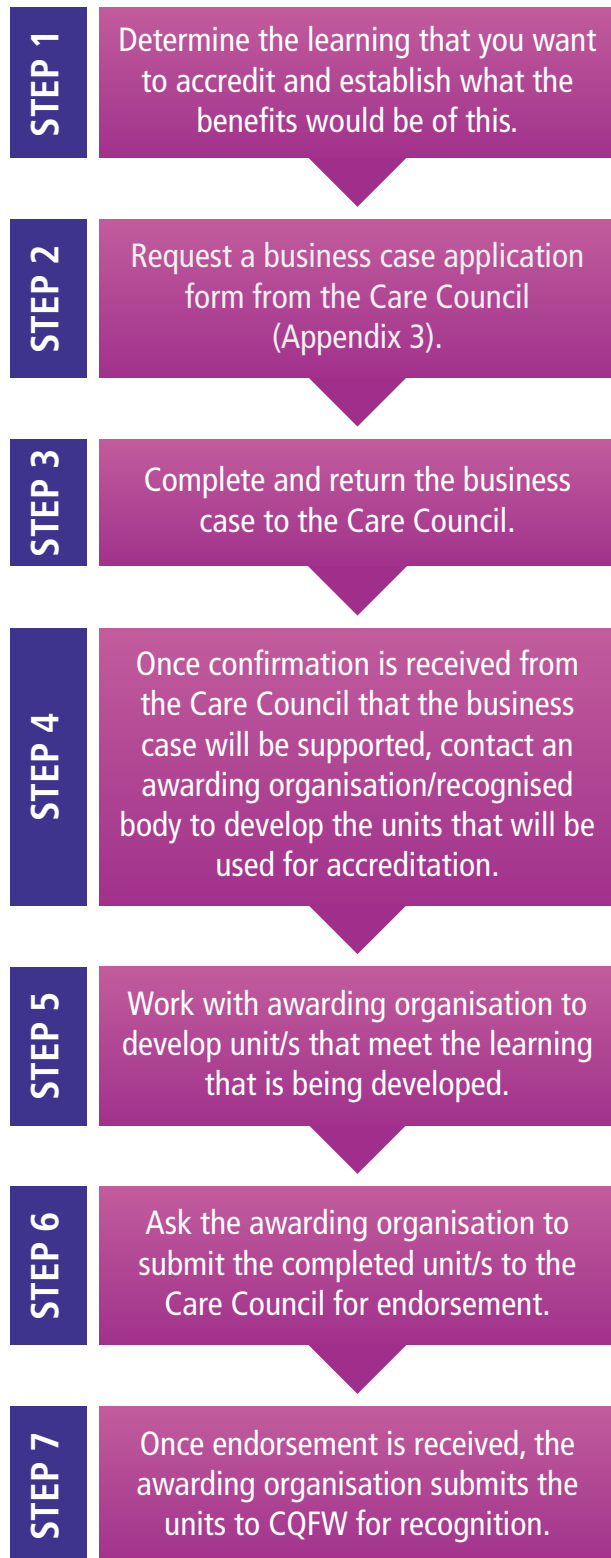 STEP 1
Determine the learning that you want
to accredit and establish what the
benefits would be of this.
STEP 2
Request a business case application
form from the Care Council
(Appendix 3).
STEP 3
Complete and return the business
case to the Care Council.
STEP 4
Once confirmation is received from
the Care Council that the business
case will be supported, contact an
awarding organisation/recognised
body to develop the units that will be
used for accreditation.
STEP 5
Work with awarding organisation to
develop unit/s that meet the learning
that is being developed.
STEP 6
Ask the awarding organisation to
submit the completed unit/s to the
Care Council for endorsement.
STEP 7
Once endorsement is received, the
awarding organisation submits the
units to CQFW for recognition.